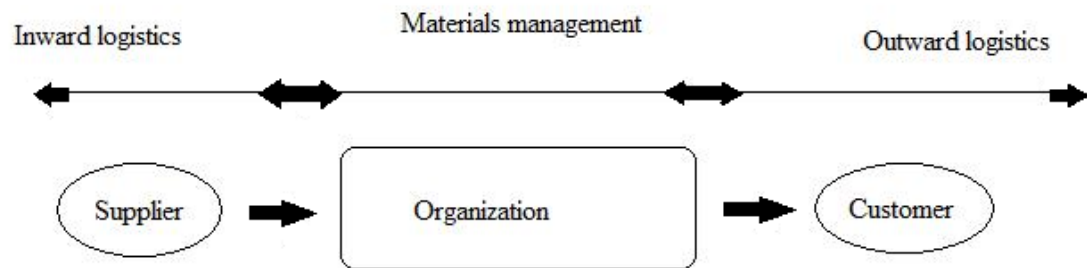 Inward logistics
Materials management
Outward logistics
Supplier
Organization
Customer